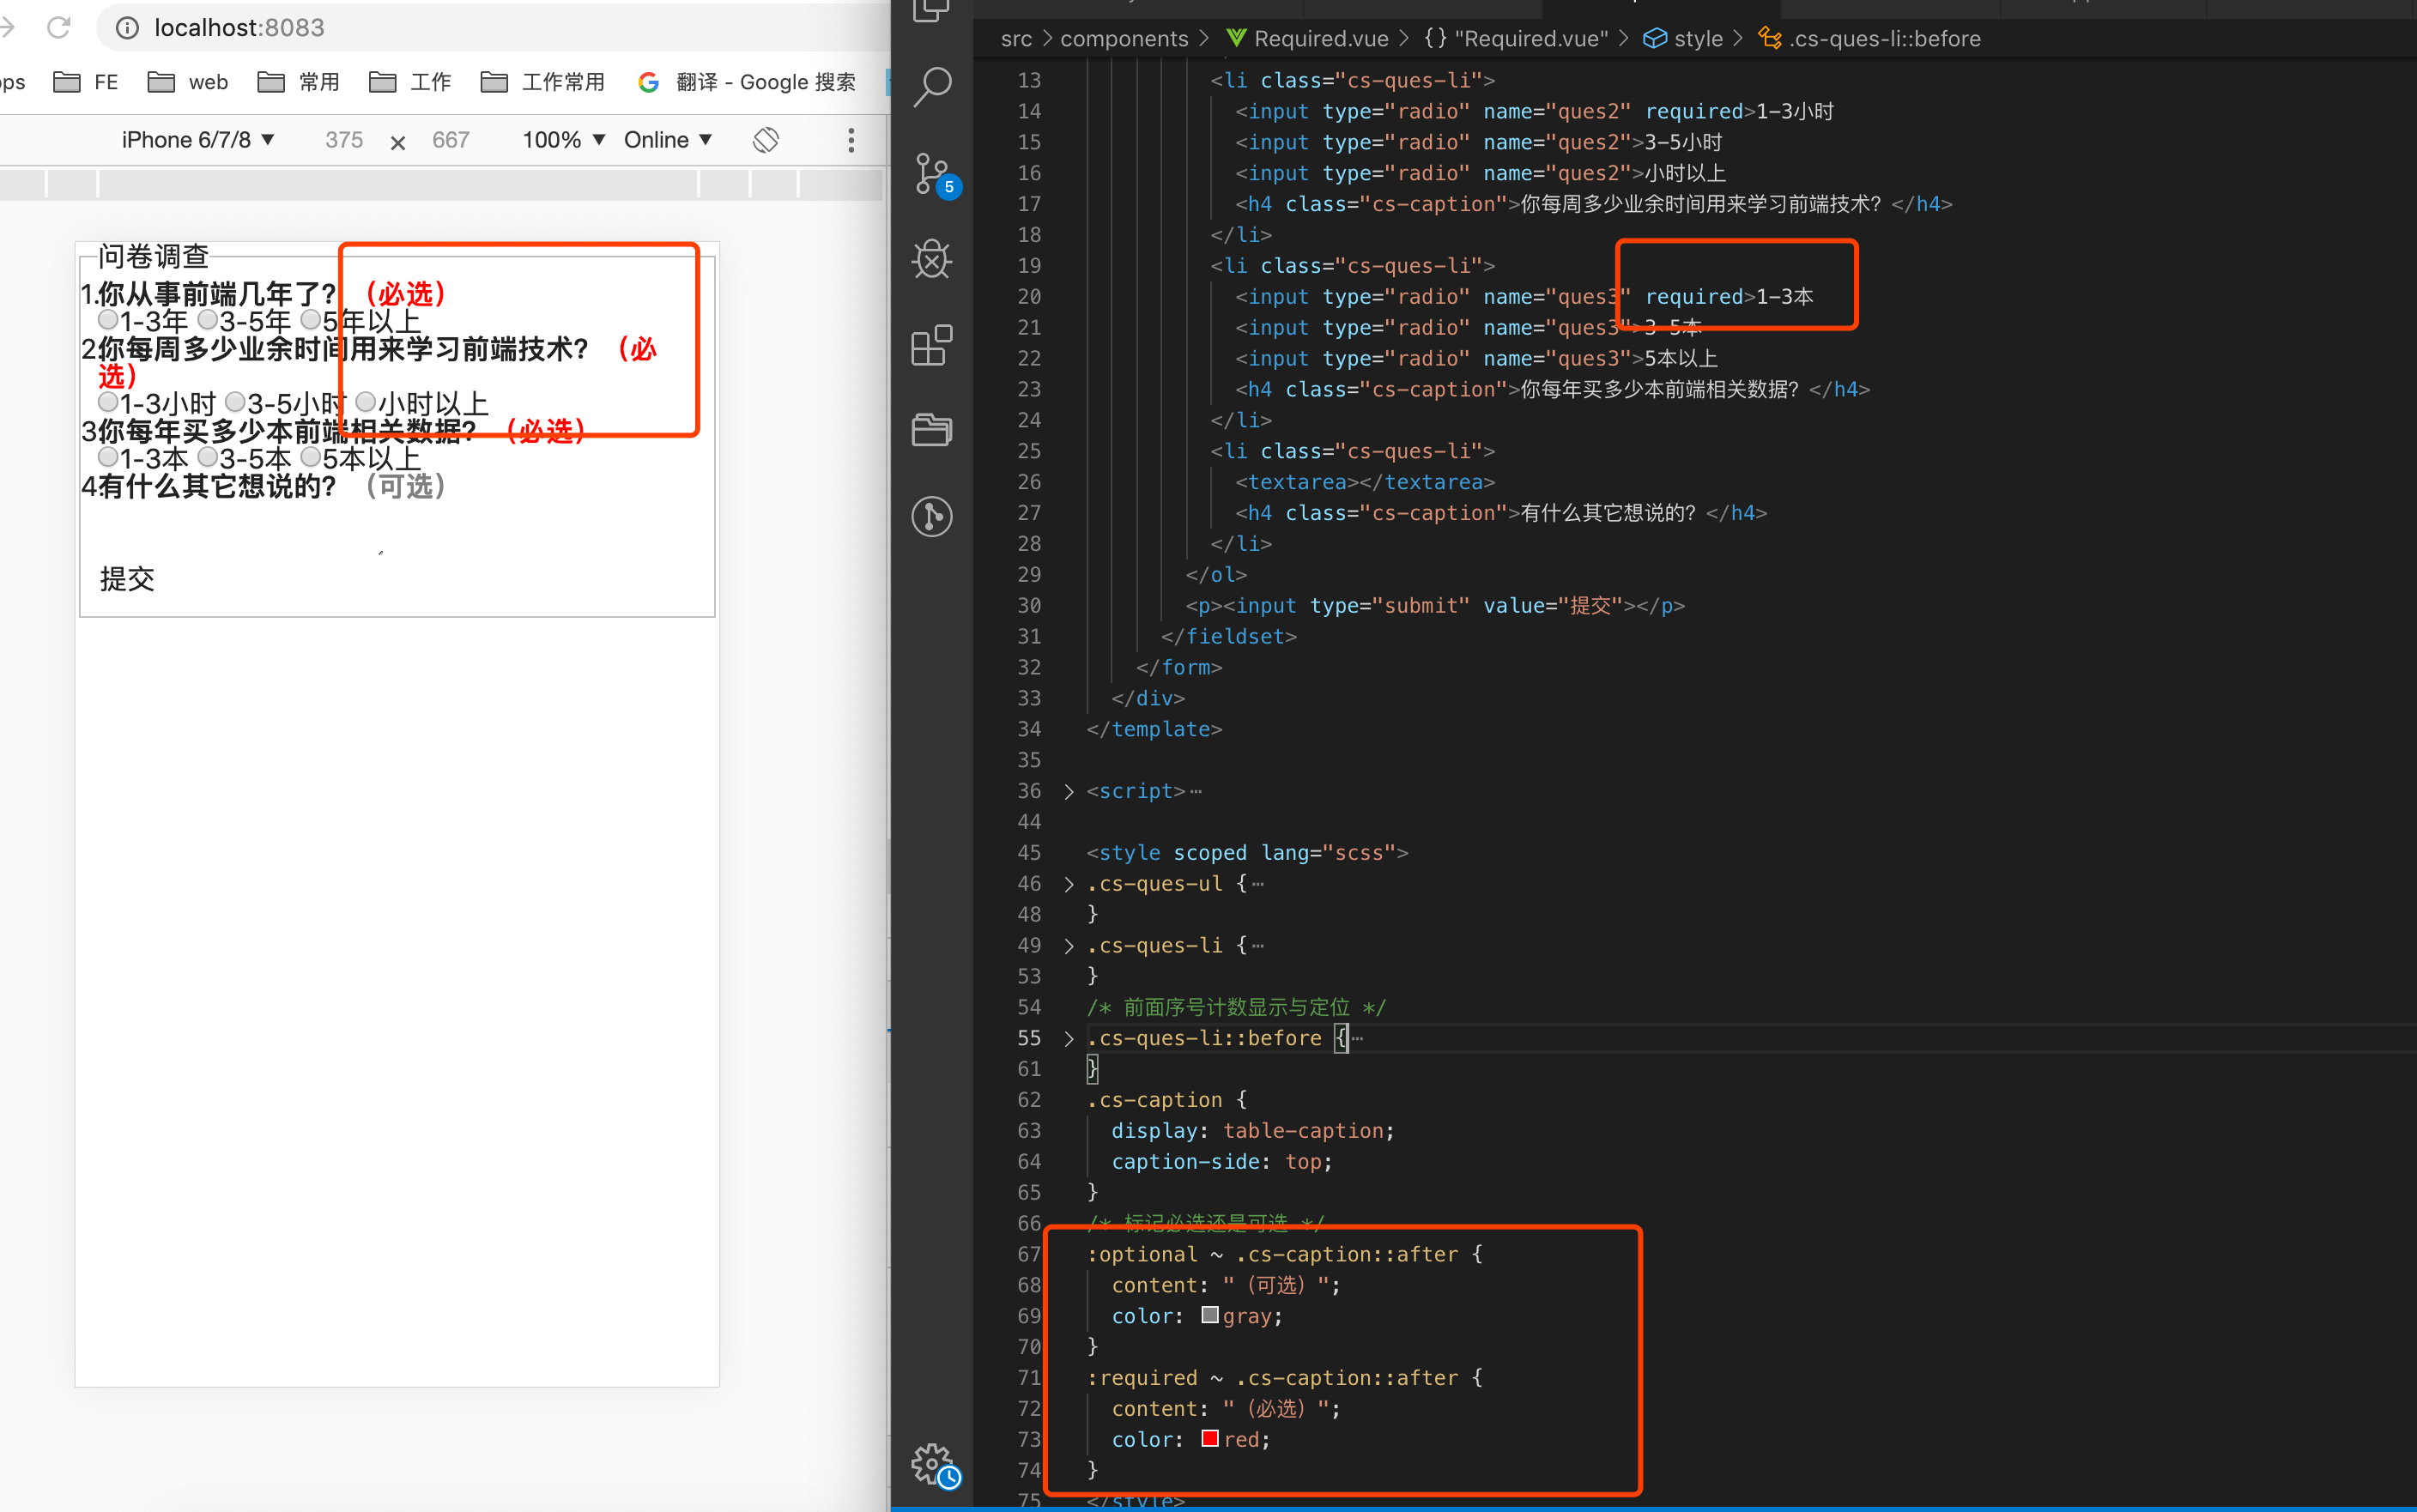 localhost:8083
ps FE web 常用 工作 工作常用 翻译 - Google 搜索
iPhone 6/7/8 ▼ 375 × 667 100% ▼ Online ▼
问卷调查
1.你从事前端几年了？（必选）
1-3年 3-5年 5年以上
2你每周多少业余时间用来学习前端技术？（必
选）
1-3小时 3-5小时 小时以上
3你每年买多少本前端相关数据？（必选）
1-3本 3-5本 5本以上
4.有什么其它想说的？（可选）
提交
5
src > components > Required.vue > {} "Required.vue" > style > .cs-ques-li::before
13 <li class="cs-ques-li">
14 <input type="radio" name="ques2" required>1-3小时
15 <input type="radio" name="ques2">3-5小时
16 <input type="radio" name="ques2">小时以上
17 <h4 class="cs-caption">你每周多少业余时间用来学习前端技术？</h4>
18 </li>
19 <li class="cs-ques-li">
20 <input type="radio" name="ques3" required>1-3本
21 <input type="radio" name="ques3">3-5本
22 <input type="radio" name="ques3">5本以上
23 <h4 class="cs-caption">你每年买多少本前端相关数据？</h4>
24 </li>
25 <li class="cs-ques-li">
26 <textarea></textarea>
27 <h4 class="cs-caption">有什么其它想说的？</h4>
28 </li>
29 </ol>
30 <p><input type="submit" value="提交"></p>
31 </fieldset>
32 </form>
33 </div>
34 </template>
35
36 > <script>…
44
45 <style scoped lang="scss">
46 > .cs-ques-ul {…
48 }
49 > .cs-ques-li {…
53 }
54 /* 前面序号计数显示与定位 */
55 > .cs-ques-li::before {…
61 }
62 .cs-caption {
63 display: table-caption;
64 caption-side: top;
65 }
66 /* 标记必选还是可选 */
67 :optional ~ .cs-caption::after {
68 content: "（可选）";
69 color: gray;
70 }
71 :required ~ .cs-caption::after {
72 content: "（必选）";
73 color: red;
74 }
75 </style>